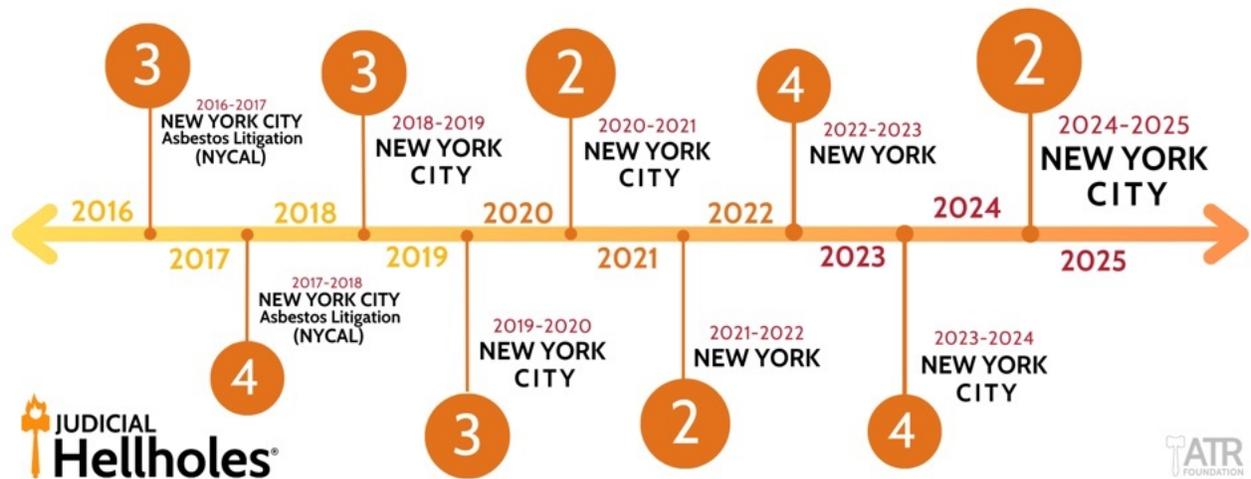 3
2016-2017
NEW YORK CITY
Asbestos Litigation
(NYCAL)
3
2018-2019
NEW YORK
CITY
2
2020-2021
NEW YORK
CITY
4
2022-2023
NEW YORK
2
2024-2025
NEW YORK
CITY
2016
2018
2020
2022
2024
2017
2019
2021
2023
2025
2017-2018
NEW YORK CITY
Asbestos Litigation
(NYCAL)
4
2019-2020
NEW YORK
CITY
3
2021-2022
NEW YORK
2
2023-2024
NEW YORK
CITY
4
JUDICIAL
Hellholes®
ATR
FOUNDATION